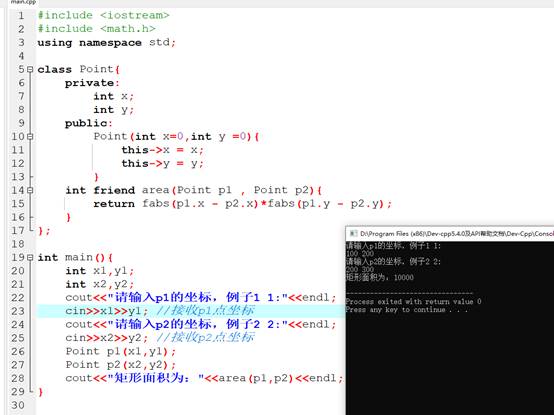 main.cpp
1 #include <iostream>
2 #include <math.h>
3 using namespace std;
4
5 class Point{
6 private:
7 int x;
8 int y;
9 public:
10 Point(int x=0,int y =0){
11 this->x = x;
12 this->y = y;
13 }
14 int friend area(Point p1 , Point p2){
15 return fabs(p1.x - p2.x)*fabs(p1.y - p2.y);
16 }
17 };
18
19 int main(){
20 int x1,y1;
21 int x2,y2;
22 cout<<"请输入p1的坐标，例子1 1:"<<endl;
23 cin>>x1>>y1; //接收p1点坐标
24 cout<<"请输入p2的坐标，例子2 2:"<<endl;
25 cin>>x2>>y2; //接收p2点坐标
26 Point p1(x1,y1);
27 Point p2(x2,y2);
28 cout<<"矩形面积为："<<area(p1,p2)<<endl;
29 }
30
D:\Program Files (x86)\Dev-cpp5.4.0及API帮助文档\Dev-Cpp\Conso
请输入p1的坐标，例子1 1:
100 200
请输入p2的坐标，例子2 2:
200 300
矩形面积为：10000
--------------------------------
Process exited with return value 0
Press any key to continue . . .